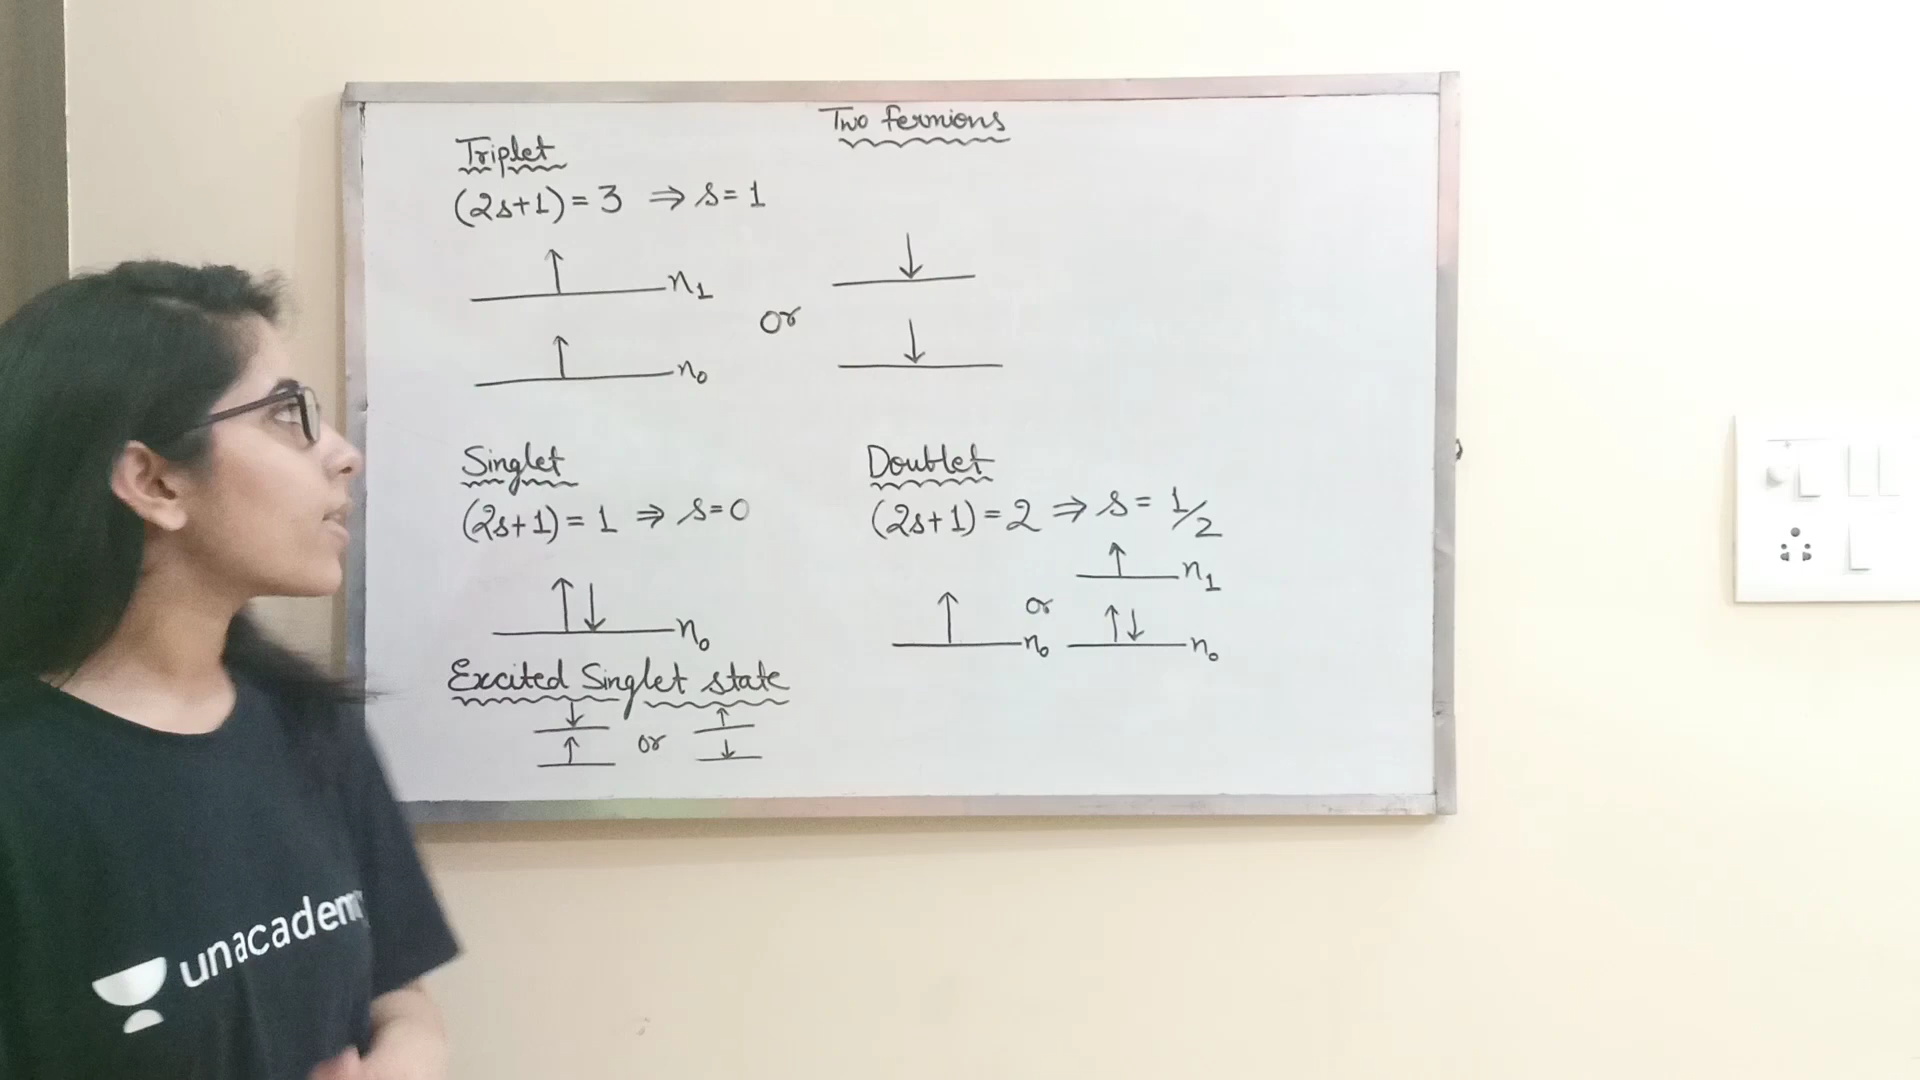 Two fermions
Triplet
(2s+1) = 3 ⇒ s = 1
↑ n₁
↑ n₀
or
↓
↓
Singlet
(2s+1) = 1 ⇒ s=0
↑↓ n₀
Excited Singlet state
↓ or ↑
↑ ↓
Doublet
(2s+1) = 2 ⇒ s = 1/2
↑ n₀
or
↑ n₁
↑↓ n₀
unacademy